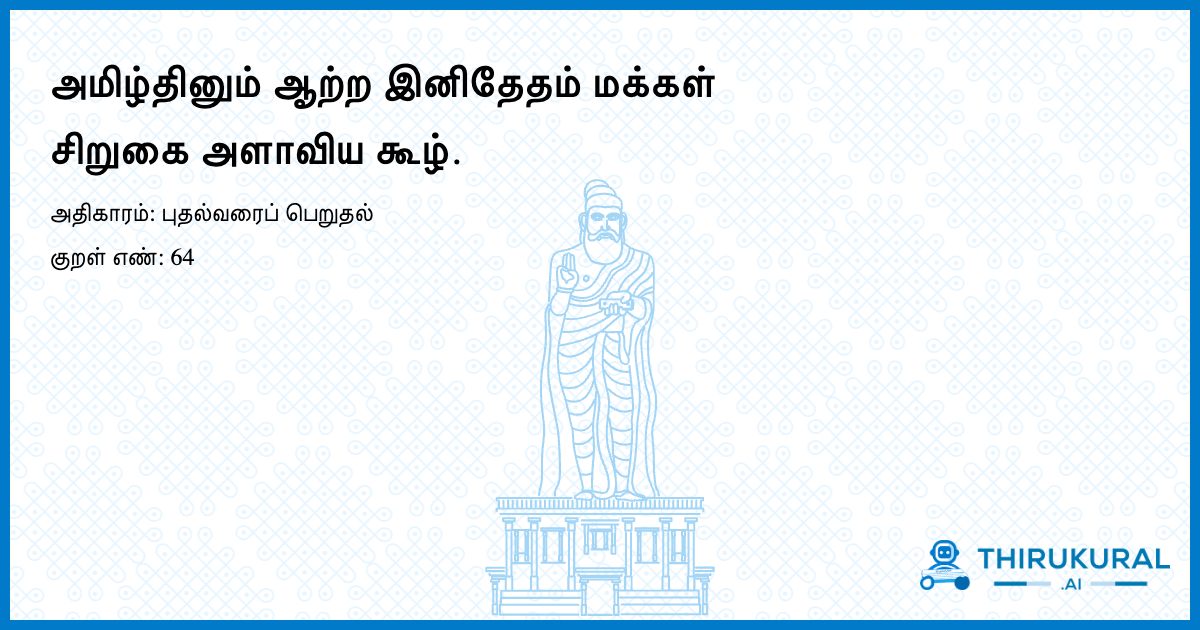 அமிழ்தினும் ஆற்ற இனிதேதம் மக்கள்
சிறுகை அளாவிய கூழ்.
அதிகாரம்: புதல்வரைப் பெறுதல்
குறள் எண்: 64
THIRUKURAL
.AI